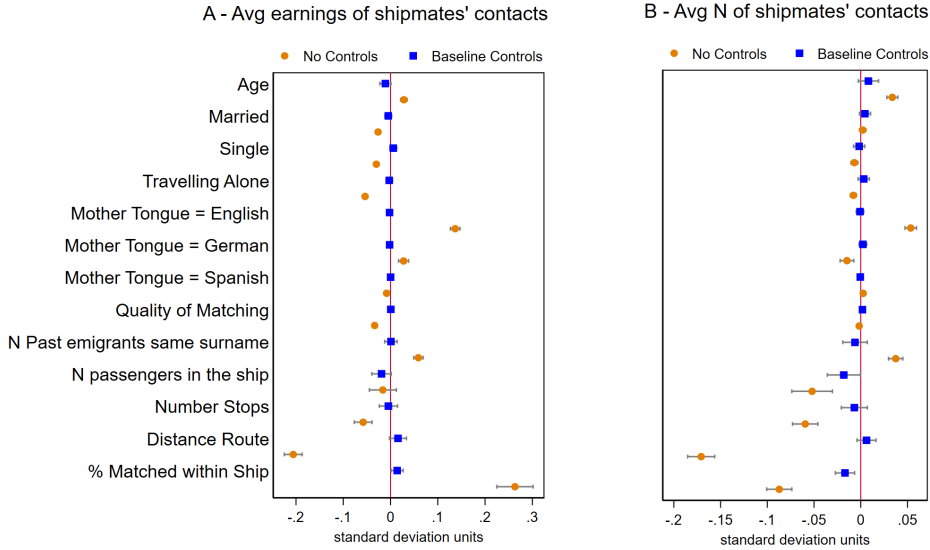 A - Avg earnings of shipmates' contacts
No Controls Baseline Controls
Age
Married
Single
Travelling Alone
Mother Tongue = English
Mother Tongue = German
Mother Tongue = Spanish
Quality of Matching
N Past emigrants same surname
N passengers in the ship
Number Stops
Distance Route
% Matched within Ship
-.2 -.1 0 .1 .2 .3
standard deviation units
B - Avg N of shipmates' contacts
No Controls Baseline Controls
-.2 -.15 -.1 -.05 0 .05
standard deviation units